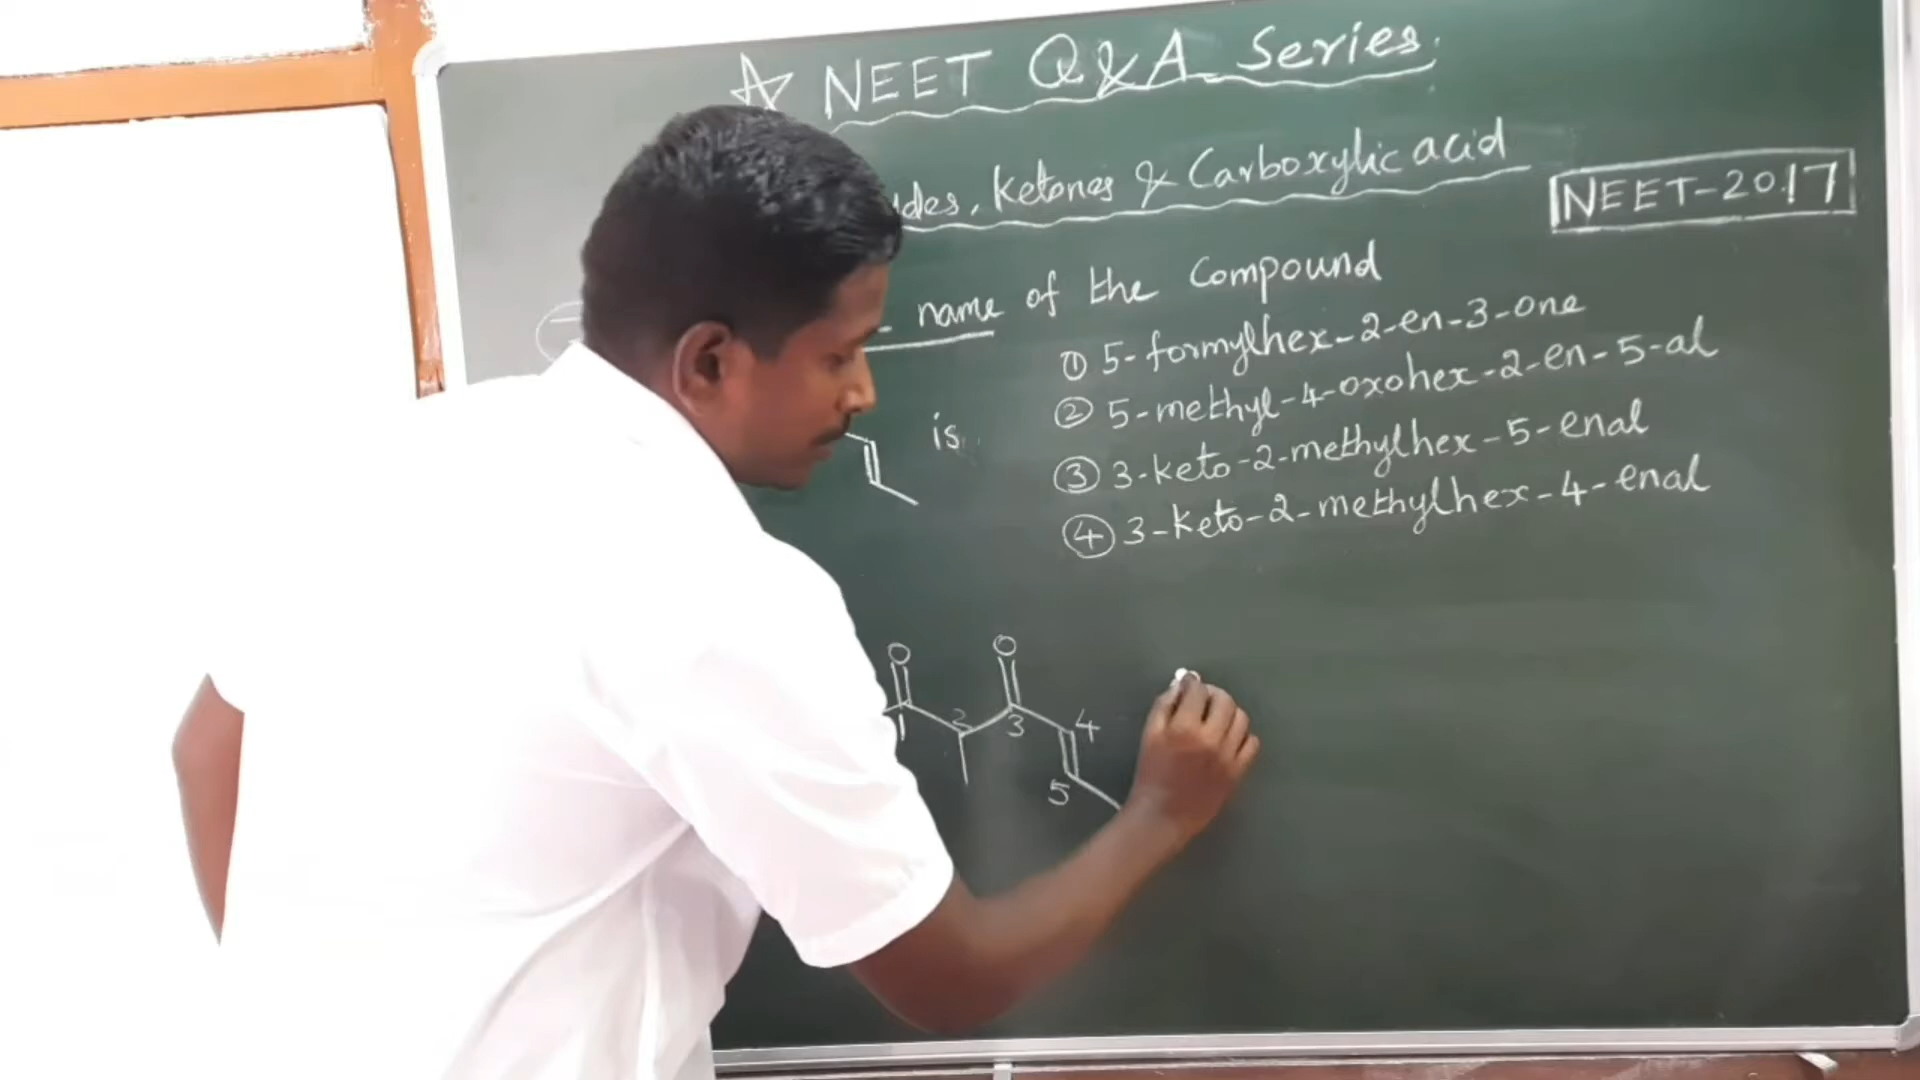 NEET Q&A Series.
Ketones & Carboxylic acid
NEET-2017
name of the compound
① 5-formylhex-2-en-3-one
② 5-methyl-4-oxohex-2-en-5-al
is
③ 3-keto-2-methylhex-5-enal
④ 3-keto-2-methylhex-4-enal
O O
1 2 3 4
5